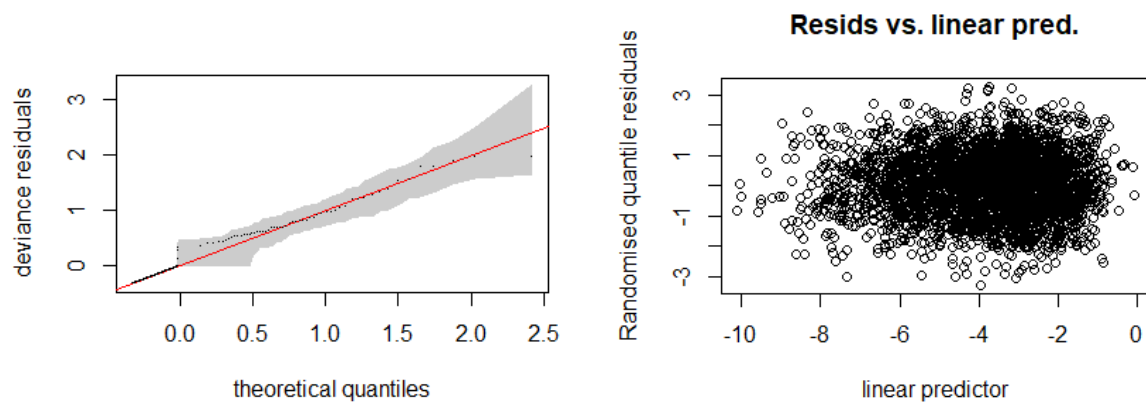 deviance residuals
3
2
1
0
0.0 0.5 1.0 1.5 2.0 2.5
theoretical quantiles
Resids vs. linear pred.
Randomised quantile residuals
3
1
-1
-3
-10 -8 -6 -4 -2 0
linear predictor